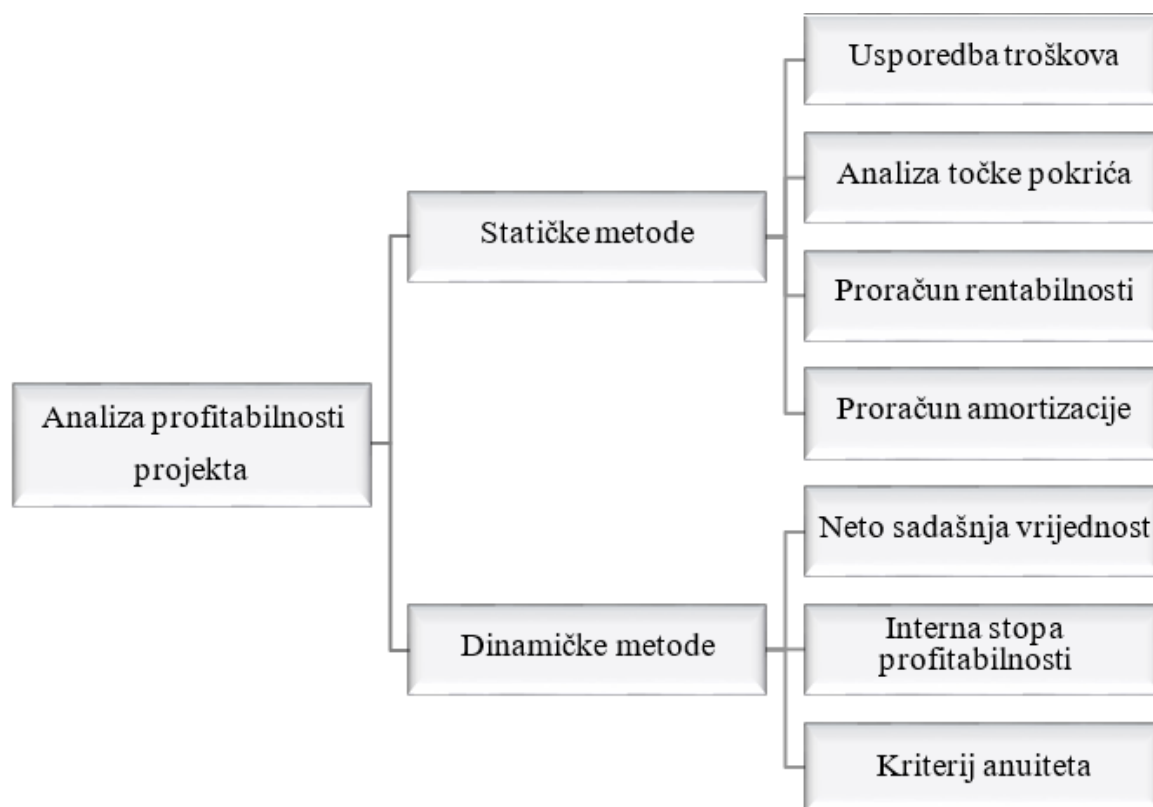 Usporedba troškova
Analiza točke pokrića
Statičke metode
Proračun rentabilnosti
Proračun amortizacije
Analiza profitabilnosti
projekta
Neto sadašnja vrijednost
Interna stopa
profitabilnosti
Dinamičke metode
Kriterij anuiteta